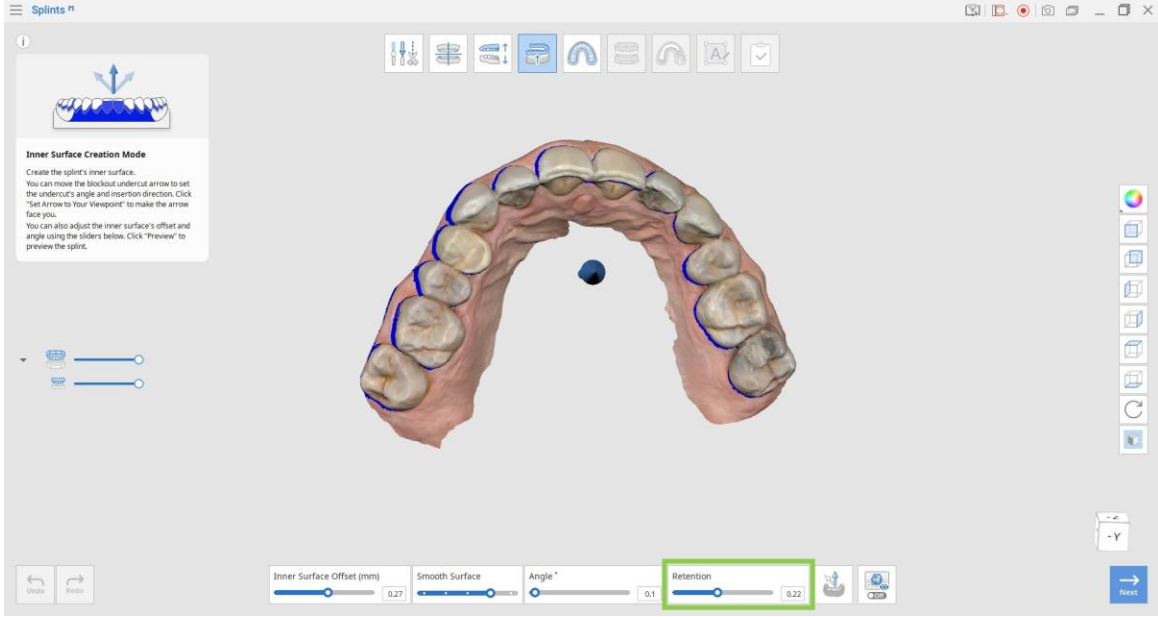 Splints
Inner Surface Creation Mode
Create the splint's inner surface.
You can move the blockout undercut arrow to set
the undercut's angle and insertion direction. Click
"Set Arrow to Your Viewpoint" to make the arrow
face you.
You can also adjust the inner surface's offset and
angle using the sliders below. Click "Preview" to
preview the splint.
- Y
Undo
Redo
Inner Surface Offset (mm)
0.27
Smooth Surface
Angle °
0.1
Retention
0.22
Off
Next